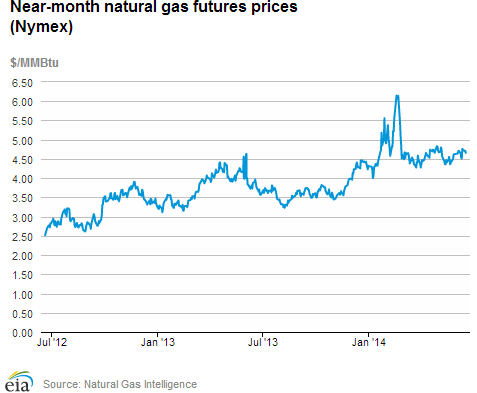 Near-month natural gas futures prices
(Nymex)
$/MMBtu
6.50
6.00
5.50
5.00
4.50
4.00
3.50
3.00
2.50
2.00
1.50
1.00
0.50
0.00
Jul '12 Jan '13 Jul'13 Jan '14
eia Source: Natural Gas Intelligence